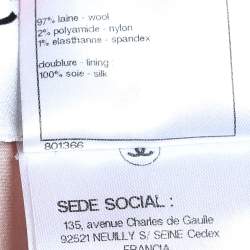 97% laine - wool
2% polyamide - nylon
1% elasthanne - spandex
doublure - lining :
100% soie - silk
801366
SEDE SOCIAL :
135, avenue Charles de Gaulle
92521 NEUILLY S/ SEINE Cedex
FRANCIA